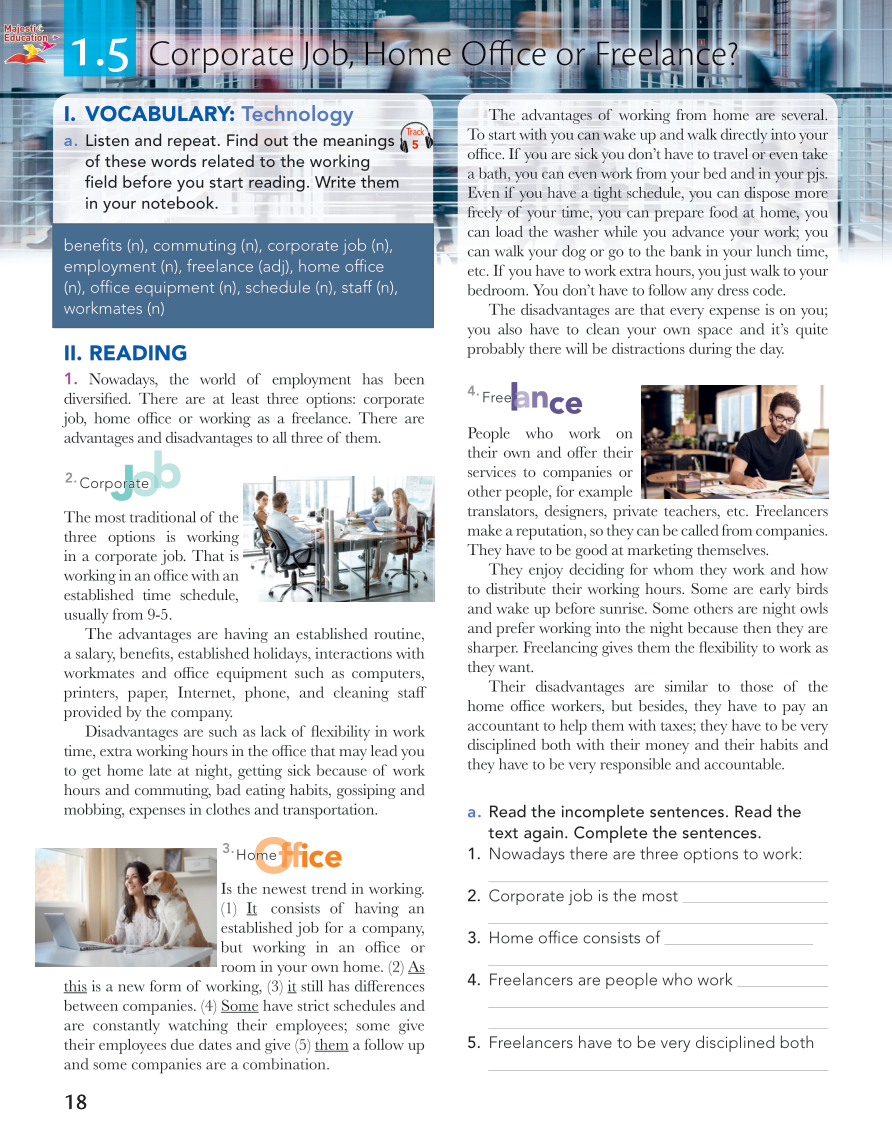 Majestic
Education
1.5 Corporate Job, Home Office or Freelance?
I. VOCABULARY: Technology
a. Listen and repeat. Find out the meanings
of these words related to the working
field before you start reading. Write them
in your notebook.
Track
5
benefits (n), commuting (n), corporate job (n),
employment (n), freelance (adj), home office
(n), office equipment (n), schedule (n), staff (n),
workmates (n)
II. READING
1. Nowadays, the world of employment has been
diversified. There are at least three options: corporate
job, home office or working as a freelance. There are
advantages and disadvantages to all three of them.
2. Corporate Job
The most traditional of the
three options is working
in a corporate job. That is
working in an office with an
established time schedule,
usually from 9-5.
The advantages are having an established routine,
a salary, benefits, established holidays, interactions with
workmates and office equipment such as computers,
printers, paper, Internet, phone, and cleaning staff
provided by the company.
Disadvantages are such as lack of flexibility in work
time, extra working hours in the office that may lead you
to get home late at night, getting sick because of work
hours and commuting, bad eating habits, gossiping and
mobbing, expenses in clothes and transportation.
3. Home Office
Is the newest trend in working.
(1) It consists of having an
established job for a company,
but working in an office or
room in your own home. (2) As
this is a new form of working, (3) it still has differences
between companies. (4) Some have strict schedules and
are constantly watching their employees; some give
their employees due dates and give (5) them a follow up
and some companies are a combination.
The advantages of working from home are several.
To start with you can wake up and walk directly into your
office. If you are sick you don't have to travel or even take
a bath, you can even work from your bed and in your pjs.
Even if you have a tight schedule, you can dispose more
freely of your time, you can prepare food at home, you
can load the washer while you advance your work; you
can walk your dog or go to the bank in your lunch time,
etc. If you have to work extra hours, you just walk to your
bedroom. You don't have to follow any dress code.
The disadvantages are that every expense is on you;
you also have to clean your own space and it's quite
probably there will be distractions during the day.
4. Freelance
People who work on
their own and offer their
services to companies or
other people, for example
translators, designers, private teachers, etc. Freelancers
make a reputation, so they can be called from companies.
They have to be good at marketing themselves.
They enjoy deciding for whom they work and how
to distribute their working hours. Some are early birds
and wake up before sunrise. Some others are night owls
and prefer working into the night because then they are
sharper. Freelancing gives them the flexibility to work as
they want.
Their disadvantages are similar to those of the
home office workers, but besides, they have to pay an
accountant to help them with taxes; they have to be very
disciplined both with their money and their habits and
they have to be very responsible and accountable.
a. Read the incomplete sentences. Read the
text again. Complete the sentences.
1. Nowadays there are three options to work:
2. Corporate job is the most
3. Home office consists of
4. Freelancers are people who work
5. Freelancers have to be very disciplined both
18